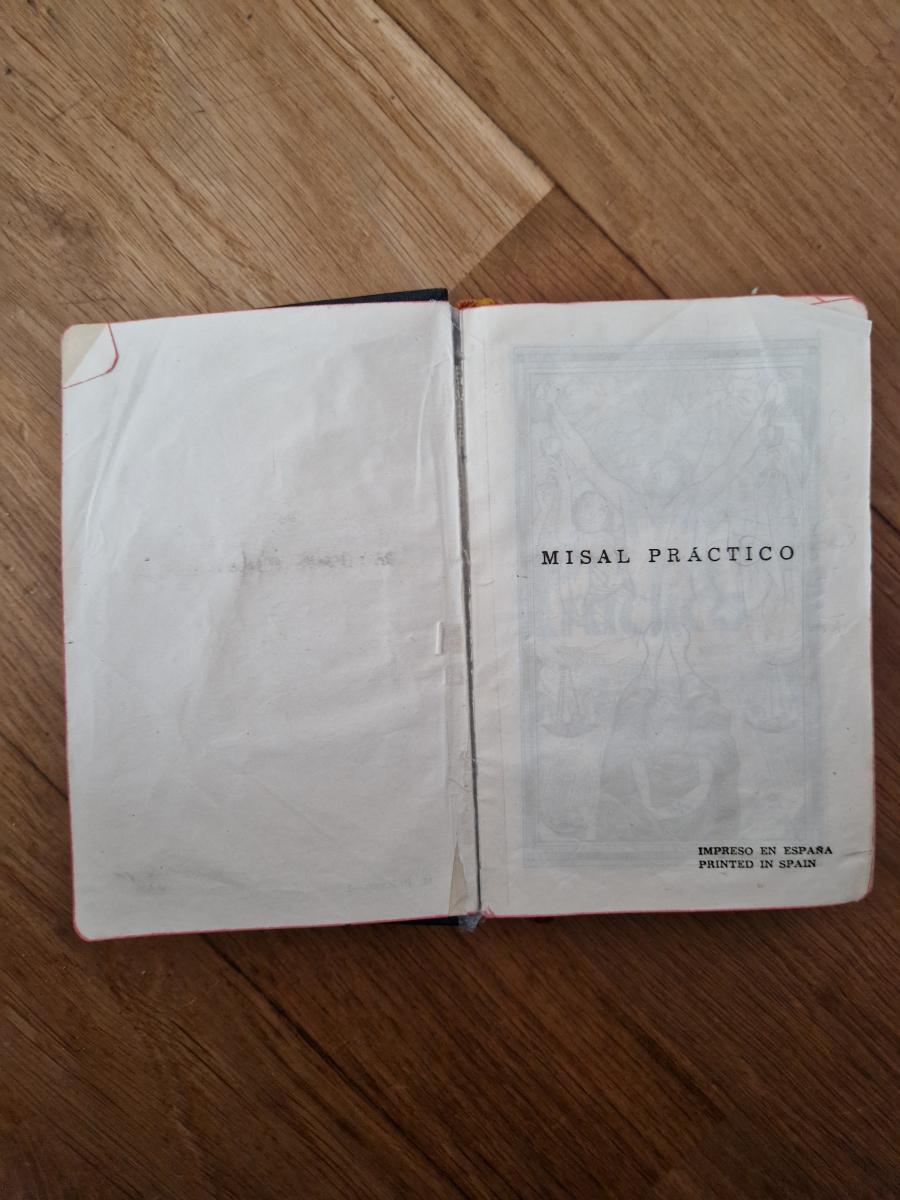 MISAL PRÁCTICO
IMPRESO EN ESPAÑA
PRINTED IN SPAIN